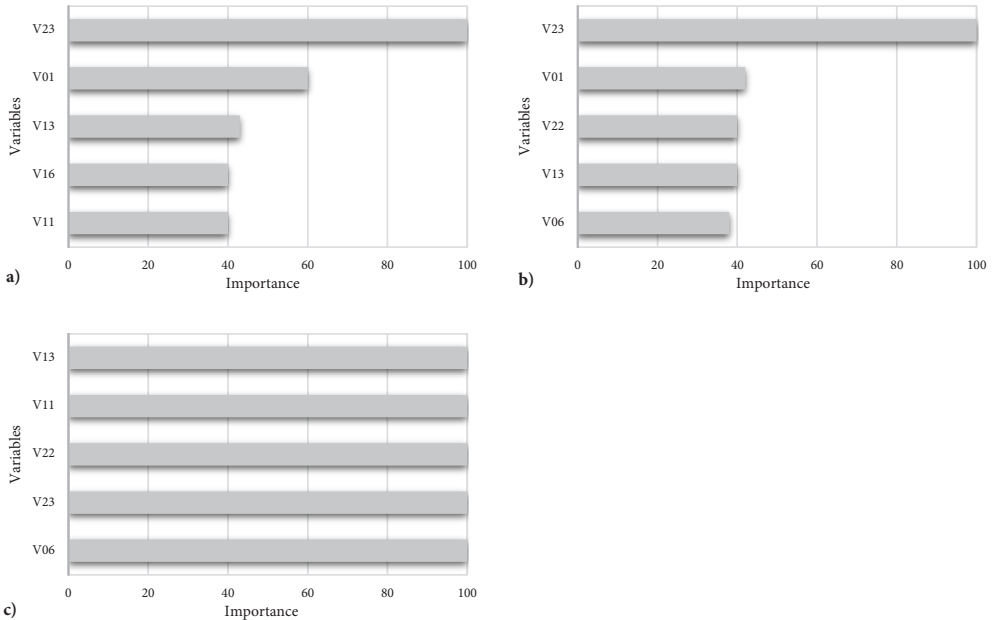 V23
V01
V13
V16
V11
Variables
0 20 40 60 80 100
Importance
a)
V23
V01
V22
V13
V06
Variables
0 20 40 60 80 100
Importance
b)
V13
V11
V22
V23
V06
Variables
0 20 40 60 80 100
Importance
c)